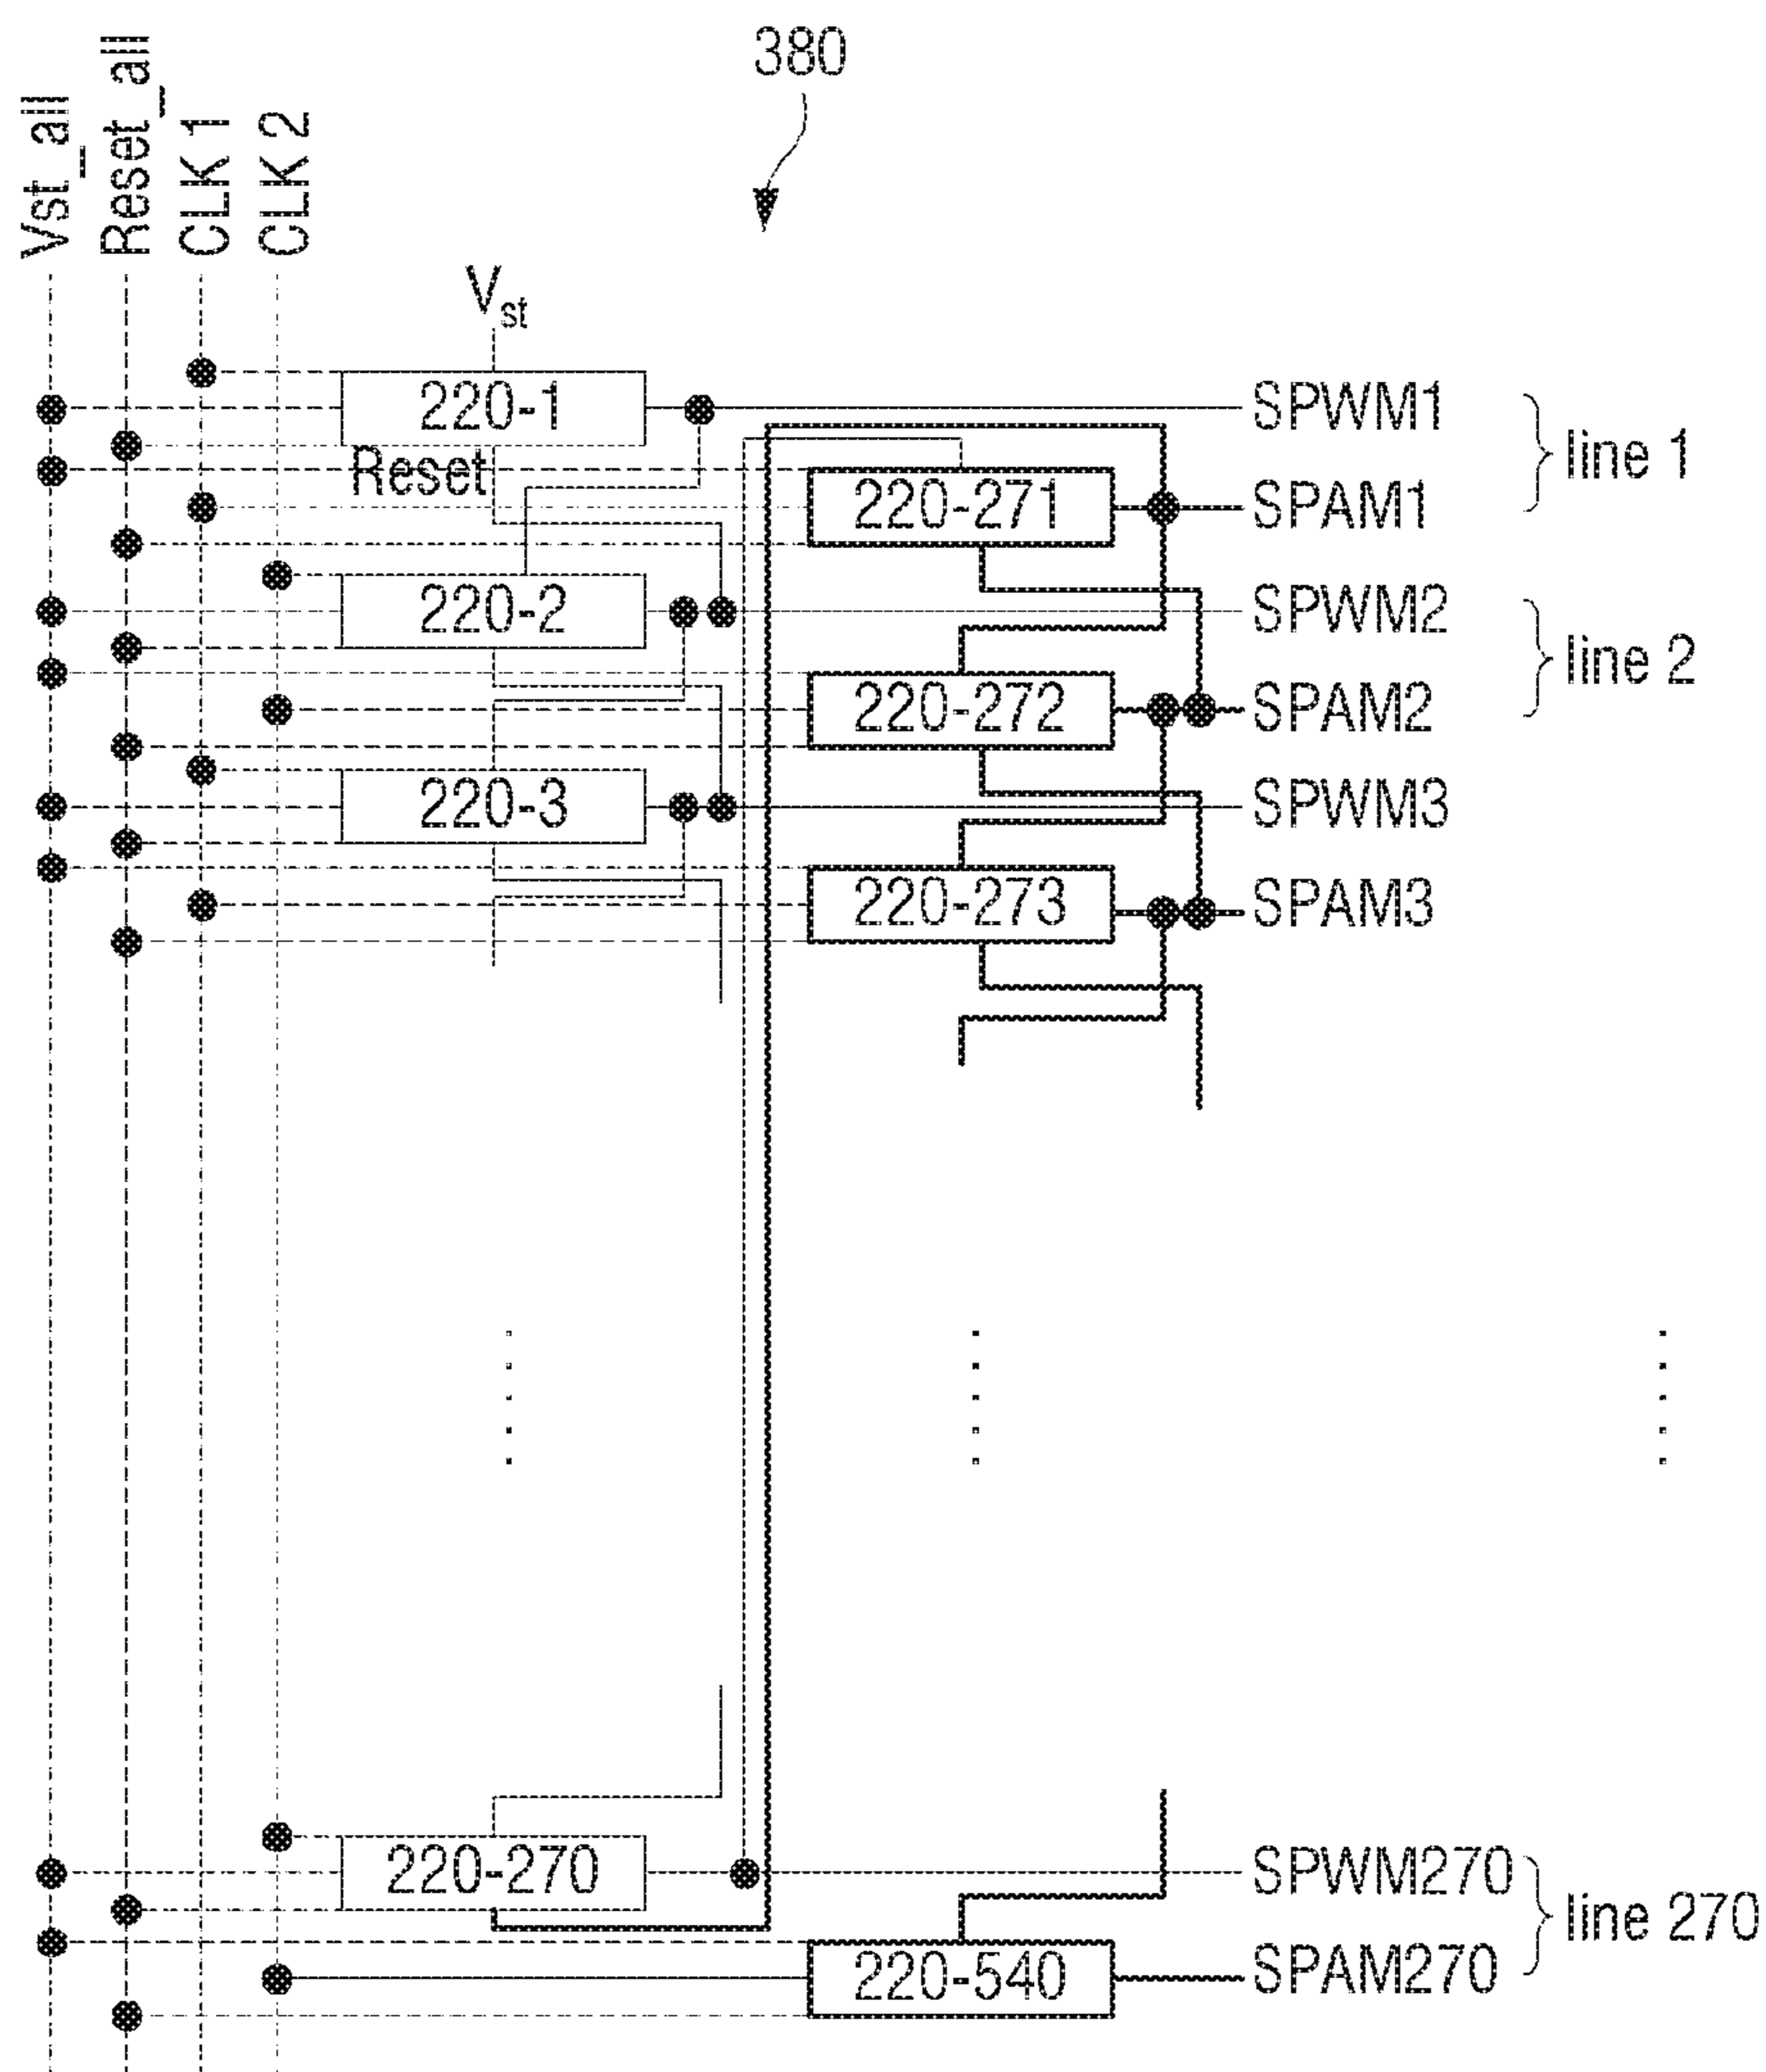 380
Vst_all
Reset_all
CLK 1
CLK 2
Vst
220-1
SPWM1
line 1
Reset
220-271
SPAM1
220-2
SPWM2
line 2
220-272
SPAM2
220-3
SPWM3
220-273
SPAM3
220-270
SPWM270
line 270
220-540
SPAM270